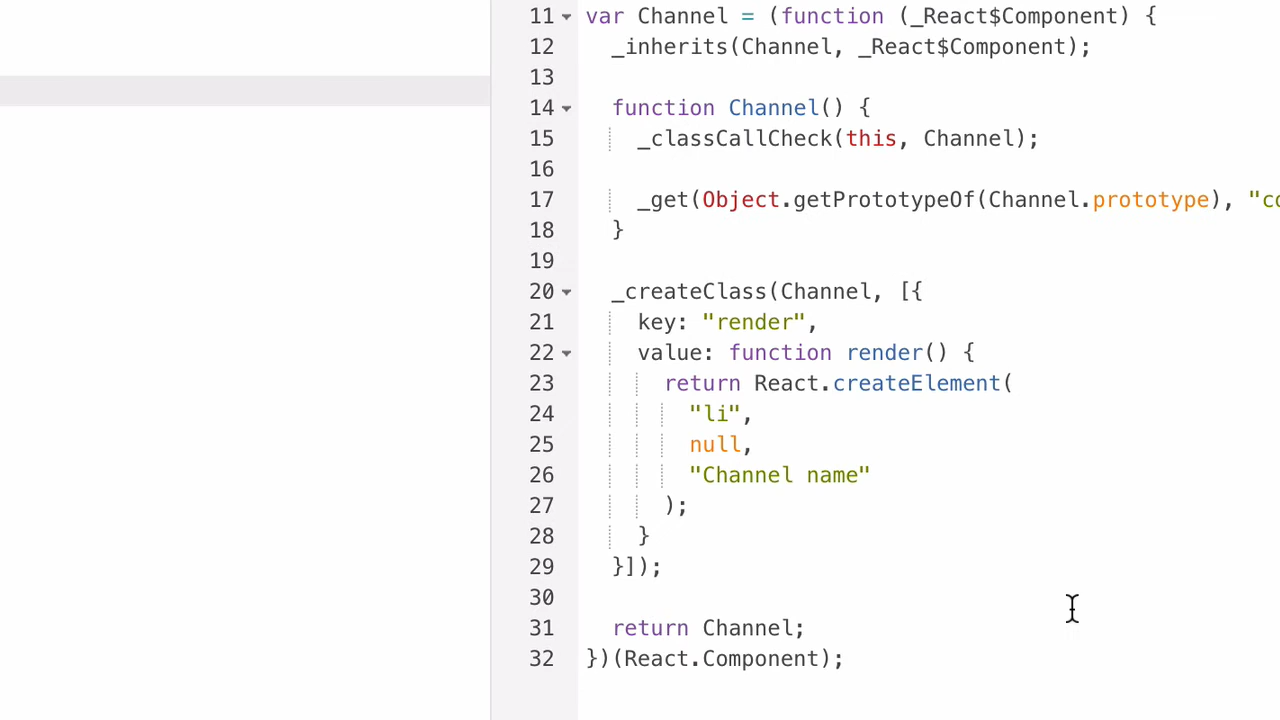 11 var Channel = (function (_React$Component) {
12 _inherits(Channel, _React$Component);
13
14 function Channel() {
15 _classCallCheck(this, Channel);
16
17 _get(Object.getPrototypeOf(Channel.prototype), "co
18 }
19
20 _createClass(Channel, [{
21 key: "render",
22 value: function render() {
23 return React.createElement(
24 "li",
25 null,
26 "Channel name"
27 );
28 }
29 }]);
30
31 return Channel;
32 })(React.Component);